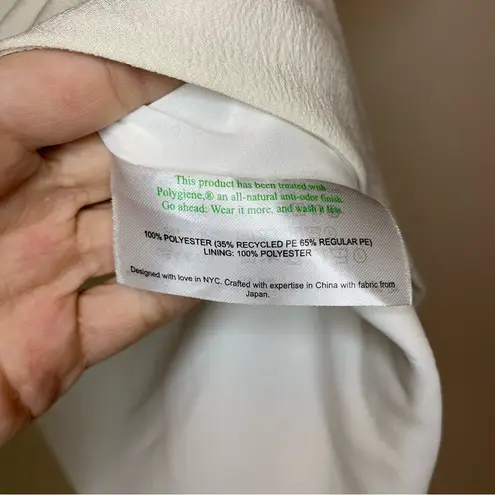 This product has been treated with
Polygiene,® an all-natural anti-odor finish.
Go ahead: Wear it more, and wash it less.
100% POLYESTER (35% RECYCLED PE 65% REGULAR PE)
LINING: 100% POLYESTER
Designed with love in NYC. Crafted with expertise in China with fabric from
Japan.